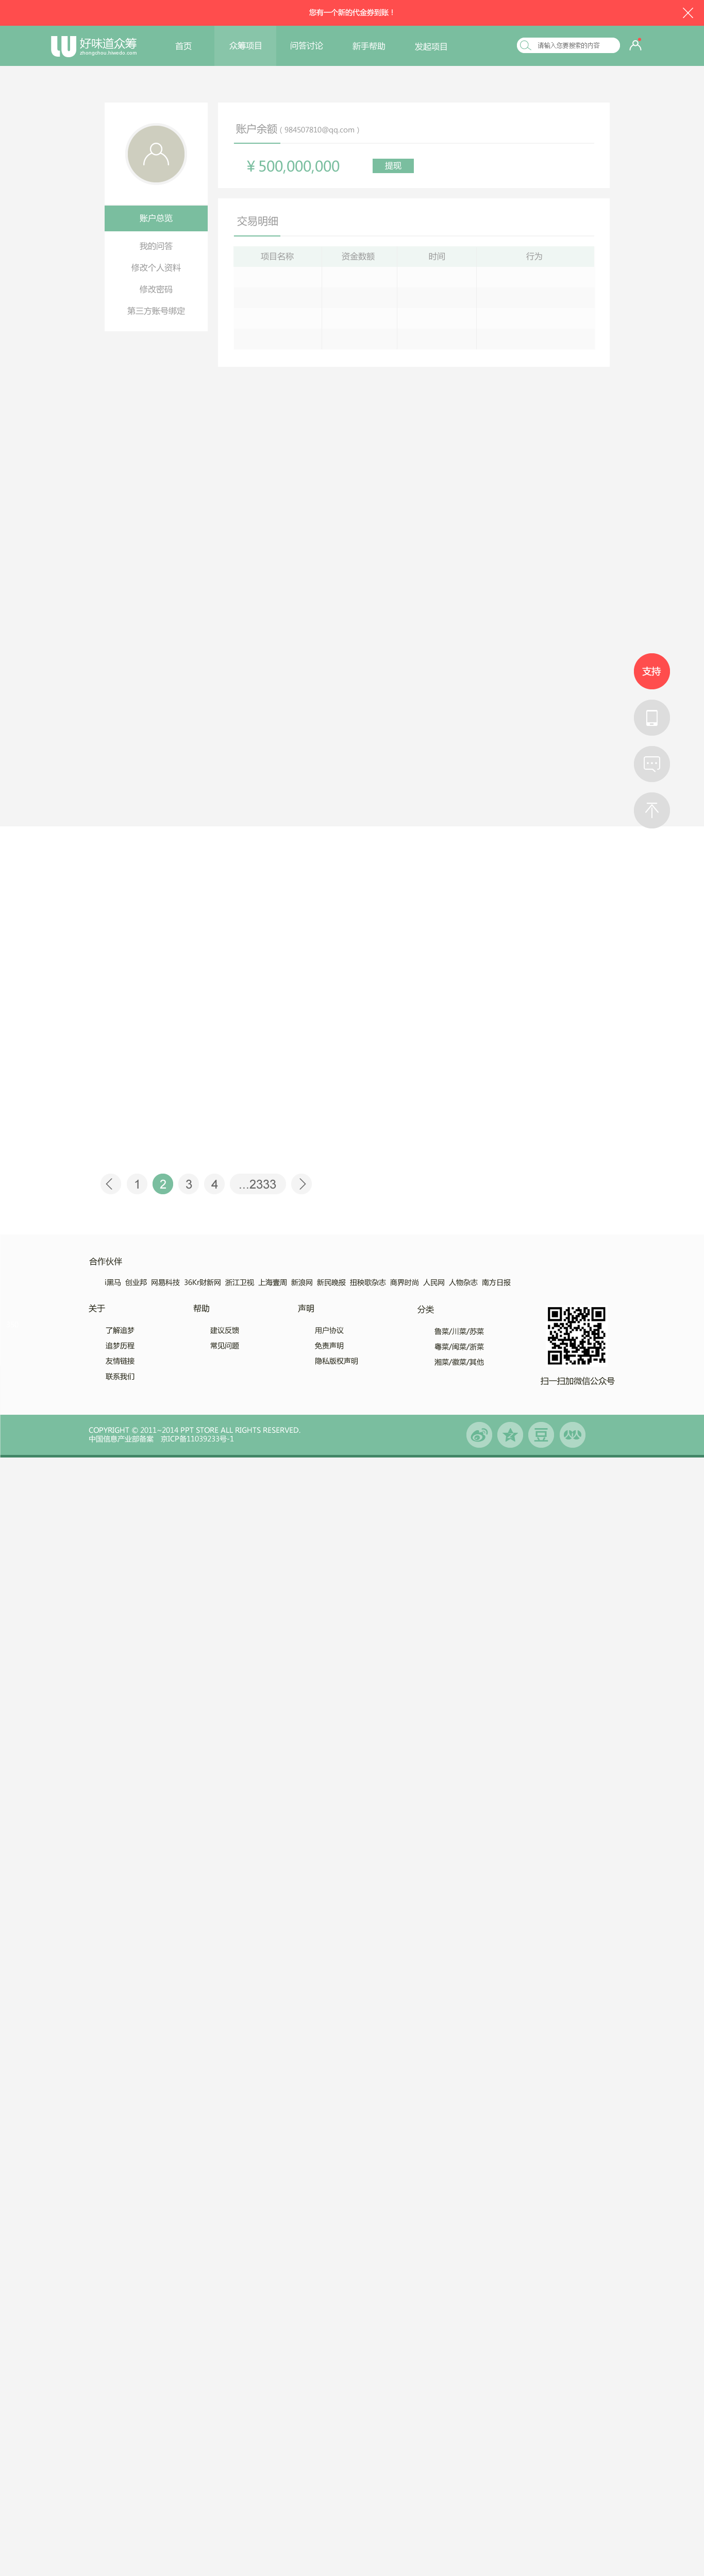 您有一个新的代金券到账！
好味道众筹
zhongchou.towedo.com
首页 众筹项目 问答讨论 新手帮助 发起项目
请输入您要搜索的内容
账户总览
我的问答
修改个人资料
修改密码
第三方账号绑定
账户余额 ( 984507810@qq.com )
¥ 500,000,000 提现
交易明细
项目名称 资金数额 时间 行为
支持
1 2 3 4 ...2333
合作伙伴
i黑马 创业邦 网易科技 36Kr财新网 浙江卫视 上海壹周 新浪网 新民晚报 扭秧歌杂志 商界时尚 人民网 人物杂志 南方日报
关于
了解追梦
追梦历程
友情链接
联系我们
帮助
建议反馈
常见问题
声明
用户协议
免责声明
隐私版权声明
分类
鲁菜/川菜/苏菜
粤菜/闽菜/浙菜
湘菜/徽菜/其他
扫一扫加微信公众号
COPYRIGHT © 2011~2014 PPT STORE ALL RIGHTS RESERVED.
中国信息产业部备案 京ICP备11039233号-1
豆